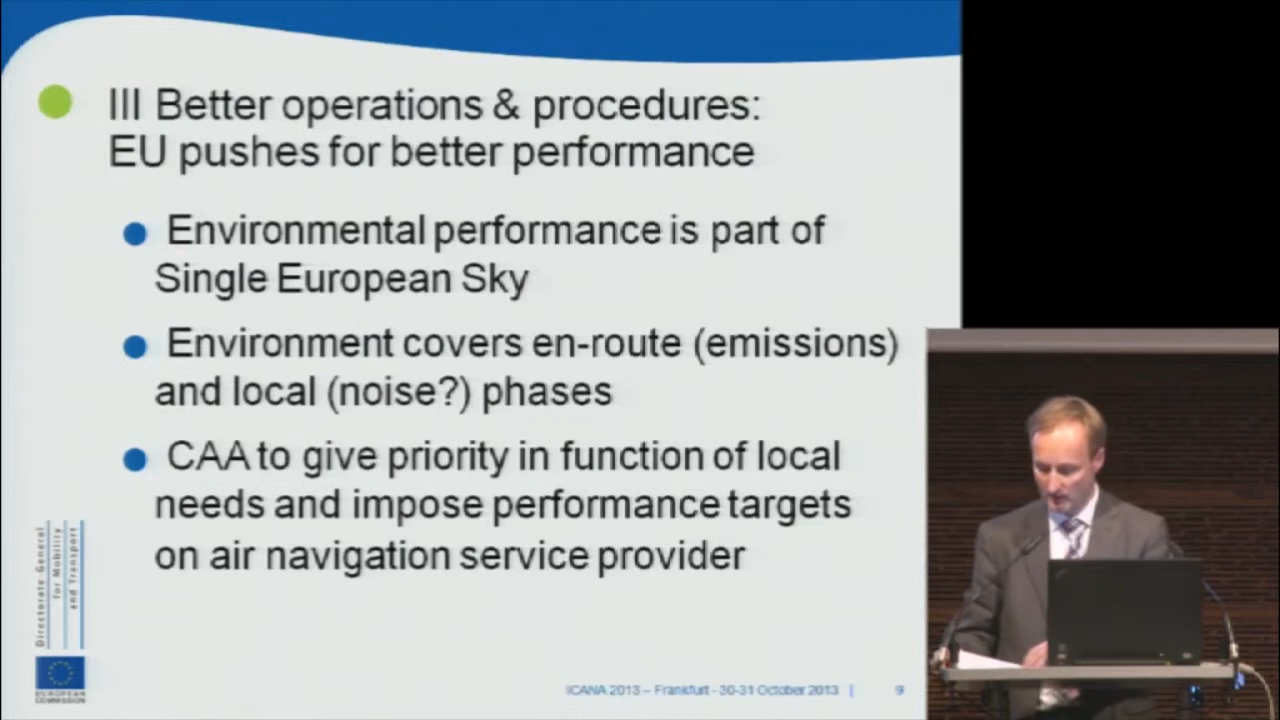 III Better operations & procedures:
EU pushes for better performance
Environmental performance is part of
Single European Sky
Environment covers en-route (emissions)
and local (noise?) phases
CAA to give priority in function of local
needs and impose performance targets
on air navigation service provider
Directorate-General
for Mobility
and Transport
EUROPEAN
COMMISSION
ICANA 2013 – Frankfurt - 30-31 October 2013 | 9